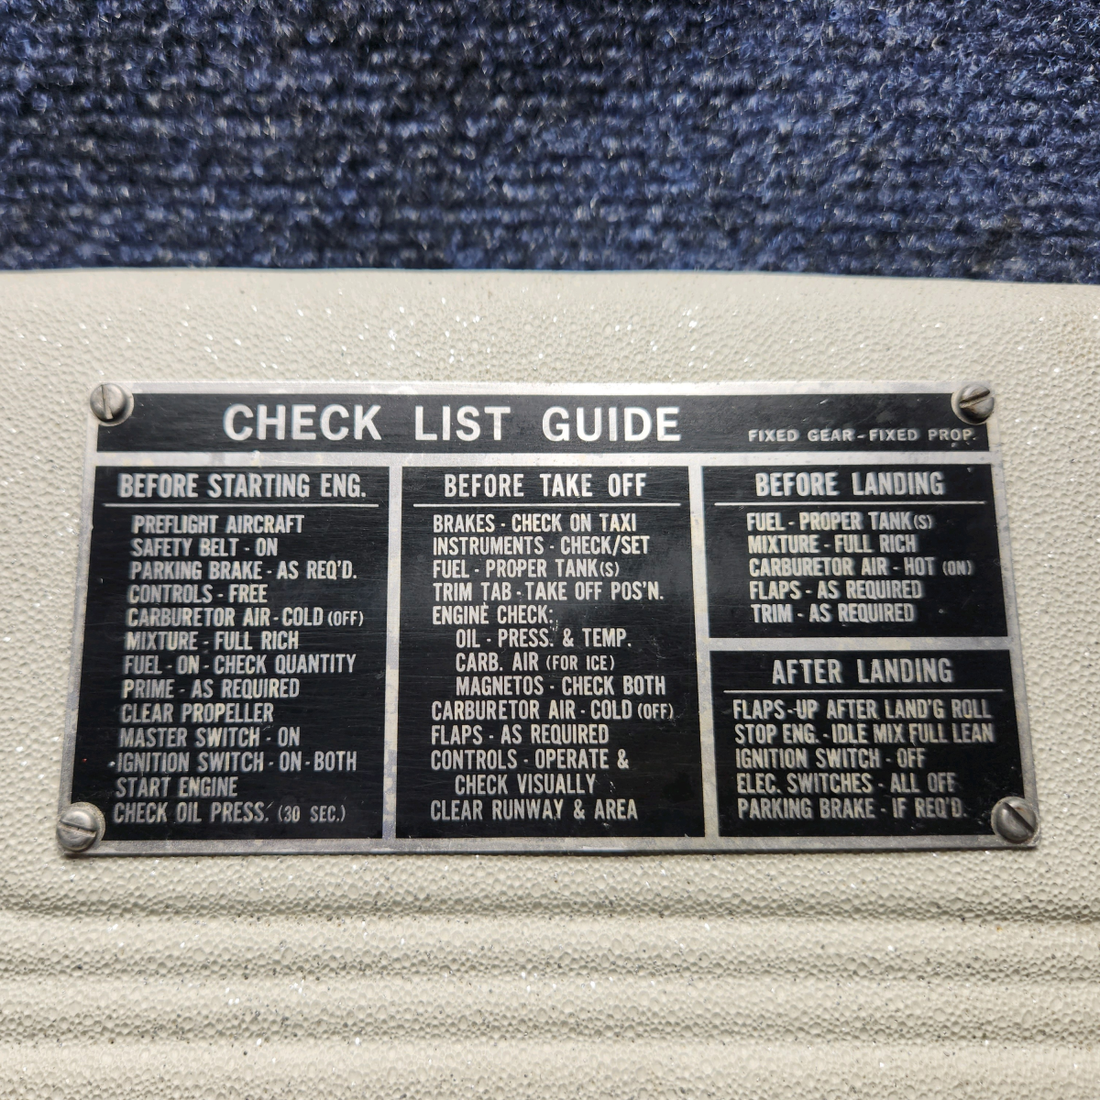 CHECK LIST GUIDE
FIXED GEAR-FIXED PROP.
BEFORE STARTING ENG.
PREFLIGHT AIRCRAFT
SAFETY BELT - ON
PARKING BRAKE - AS REQ'D.
CONTROLS - FREE
CARBURETOR AIR-COLD (OFF)
MIXTURE - FULL RICH
FUEL - ON - CHECK QUANTITY
PRIME - AS REQUIRED
CLEAR PROPELLER
MASTER SWITCH - ON
IGNITION SWITCH - ON - BOTH
START ENGINE
CHECK OIL PRESS. (30 SEC.)
BEFORE TAKE OFF
BRAKES - CHECK ON TAXI
INSTRUMENTS - CHECK/SET
FUEL - PROPER TANK(S)
TRIM TAB - TAKE OFF POS'N.
ENGINE CHECK:
OIL - PRESS. & TEMP.
CARB. AIR (FOR ICE)
MAGNETOS - CHECK BOTH
CARBURETOR AIR - COLD (OFF)
FLAPS - AS REQUIRED
CONTROLS - OPERATE &
CHECK VISUALLY
CLEAR RUNWAY & AREA
BEFORE LANDING
FUEL - PROPER TANK(S)
MIXTURE - FULL RICH
CARBURETOR AIR - HOT (ON)
FLAPS - AS REQUIRED
TRIM - AS REQUIRED
AFTER LANDING
FLAPS-UP AFTER LAND'G ROLL
STOP ENG. - IDLE MIX FULL LEAN
IGNITION SWITCH - OFF
ELEC. SWITCHES - ALL OFF
PARKING BRAKE - IF REQ'D.